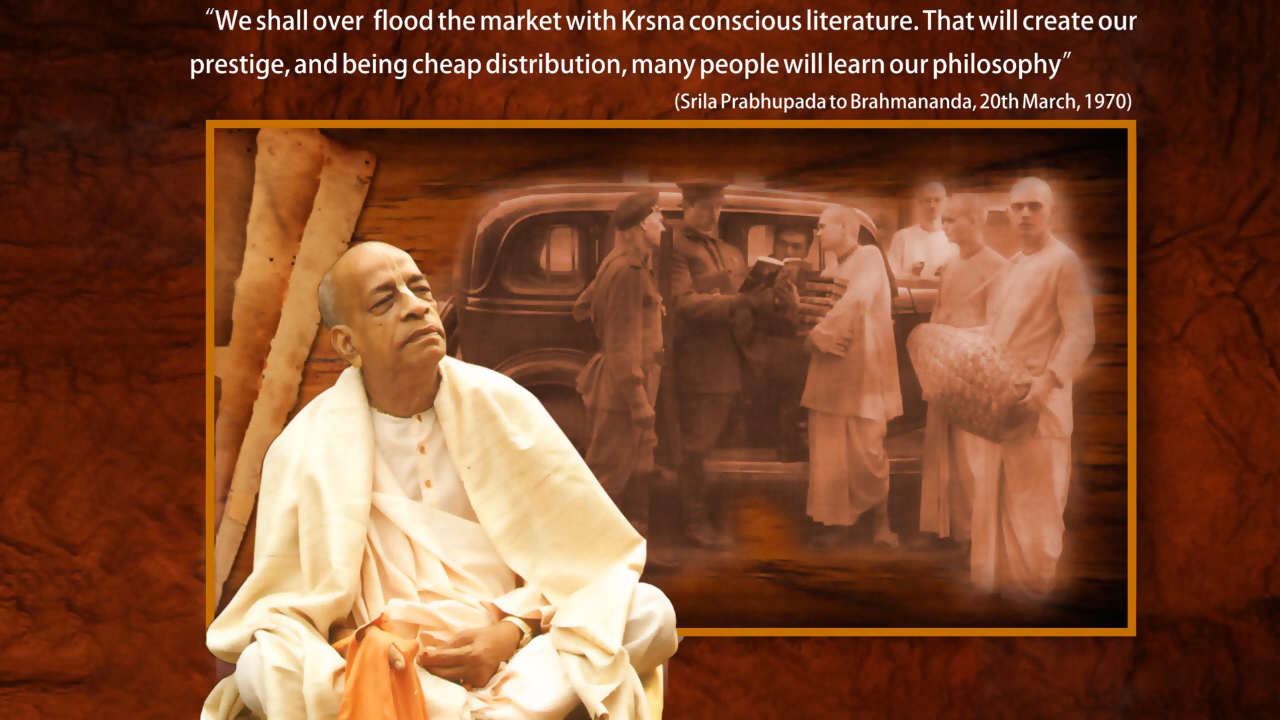 “We shall over flood the market with Krsna conscious literature. That will create our
prestige, and being cheap distribution, many people will learn our philosophy”
(Srila Prabhupada to Brahmananda, 20th March, 1970)